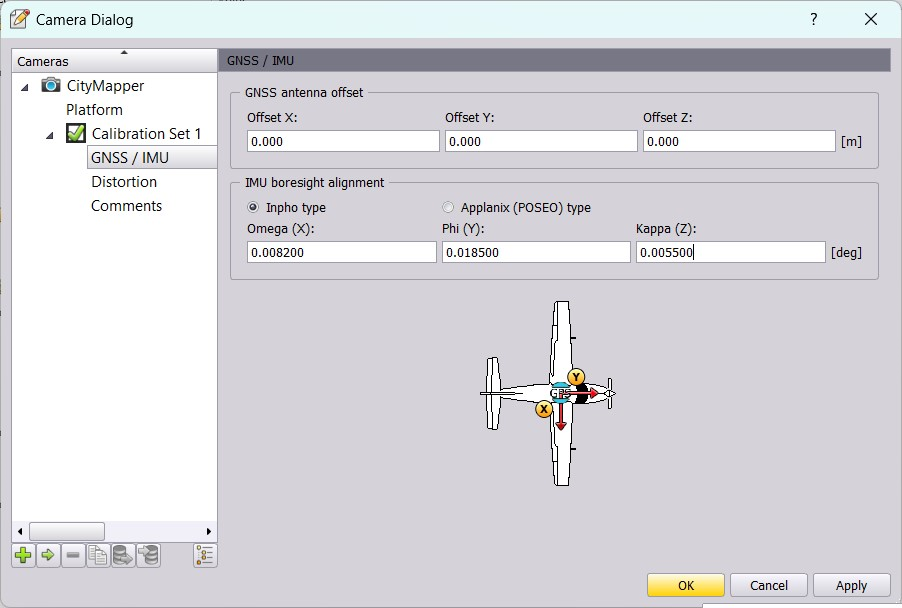 Camera Dialog
?
Cameras
CityMapper
Platform
Calibration Set 1
GNSS / IMU
Distortion
Comments
GNSS / IMU
GNSS antenna offset
Offset X: Offset Y: Offset Z:
0.000 0.000 0.000 [m]
IMU boresight alignment
Inpho type Applanix (POSEO) type
Omega (X): Phi (Y): Kappa (Z):
0.008200 0.018500 0.005500 [deg]
Y
GPS
X
OK Cancel Apply